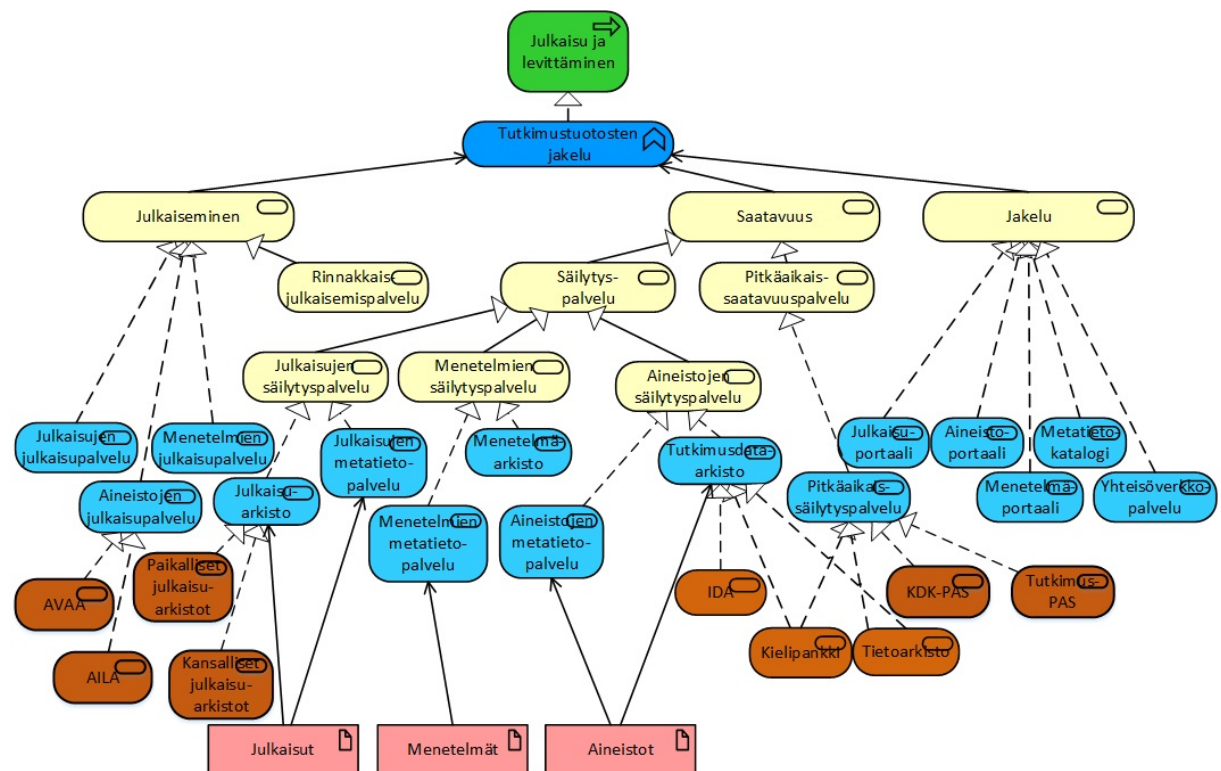 Julkaisu ja
levittäminen
Tutkimustuotosten
jakelu
Julkaiseminen
Saatavuus
Jakelu
Rinnakkais-
julkaisemispalvelu
Säilytys-
palvelu
Pitkäaikais-
saatavuuspalvelu
Julkaisujen
säilytyspalvelu
Menetelmien
säilytyspalvelu
Aineistojen
säilytyspalvelu
Julkaisujen
julkaisupalvelu
Menetelmien
julkaisupalvelu
Julkaisujen
metatieto-
palvelu
Menetelmä-
arkisto
Tutkimusdata-
arkisto
Julkaisu-
portaali
Aineisto-
portaali
Metatieto-
katalogi
Aineistojen
julkaisupalvelu
Julkaisu-
arkisto
Menetelmien
metatieto-
palvelu
Aineistojen
metatieto-
palvelu
Pitkäaikais-
säilytyspalvelu
Menetelmä-
portaali
Yhteisöverkko-
palvelu
AVAA
Paikalliset
julkaisu-
arkistot
IDA
KDK-PAS
Tutkimus-
PAS
AILA
Kansalliset
julkaisu-
arkistot
Kielipankki
Tietoarkisto
Julkaisut
Menetelmät
Aineistot